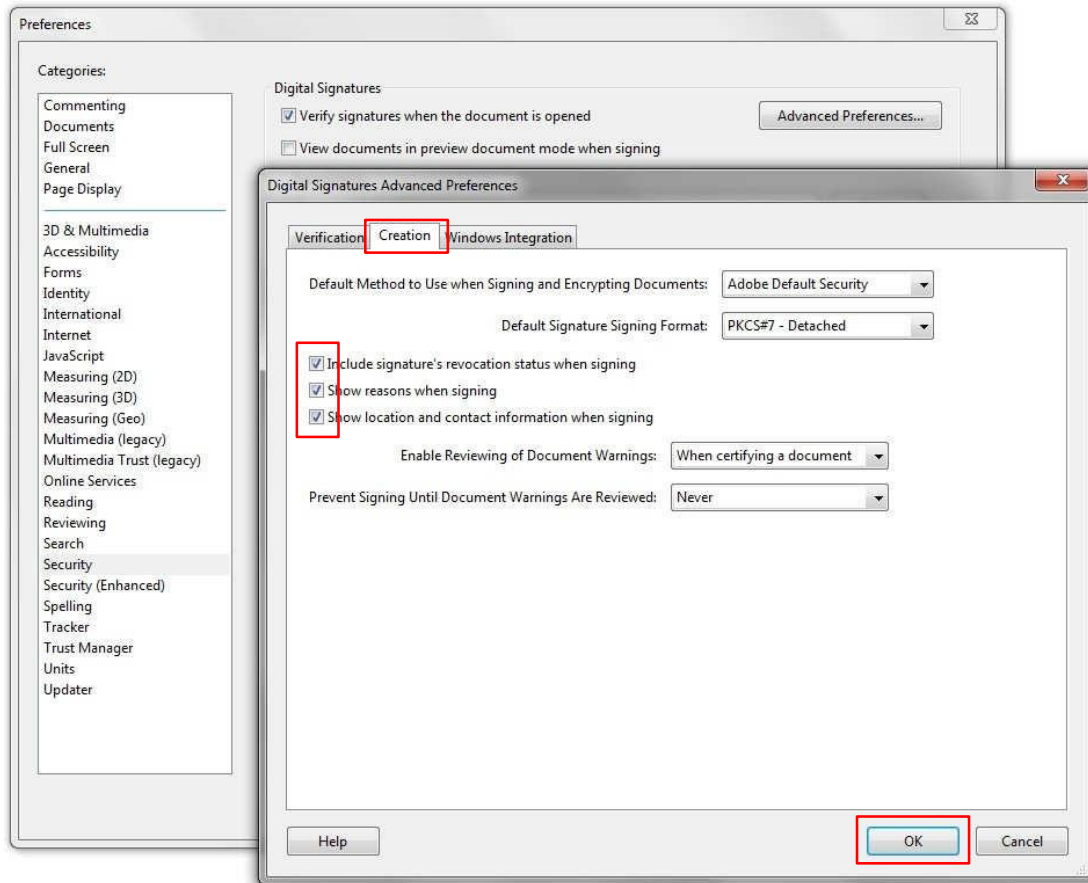 Preferences
Categories:
Commenting
Documents
Full Screen
General
Page Display
3D & Multimedia
Accessibility
Forms
Identity
International
Internet
JavaScript
Measuring (2D)
Measuring (3D)
Measuring (Geo)
Multimedia (legacy)
Multimedia Trust (legacy)
Online Services
Reading
Reviewing
Search
Security
Security (Enhanced)
Spelling
Tracker
Trust Manager
Units
Updater
Digital Signatures
Verify signatures when the document is opened
Advanced Preferences...
View documents in preview document mode when signing
Digital Signatures Advanced Preferences
Verification Creation Windows Integration
Default Method to Use when Signing and Encrypting Documents: Adobe Default Security
Default Signature Signing Format: PKCS#7 - Detached
Include signature's revocation status when signing
Show reasons when signing
Show location and contact information when signing
Enable Reviewing of Document Warnings: When certifying a document
Prevent Signing Until Document Warnings Are Reviewed: Never
Help OK Cancel